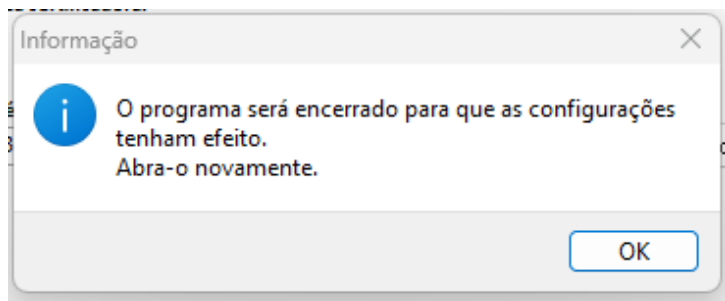 Informação
O programa será encerrado para que as configurações
tenham efeito.
Abra-o novamente.
OK